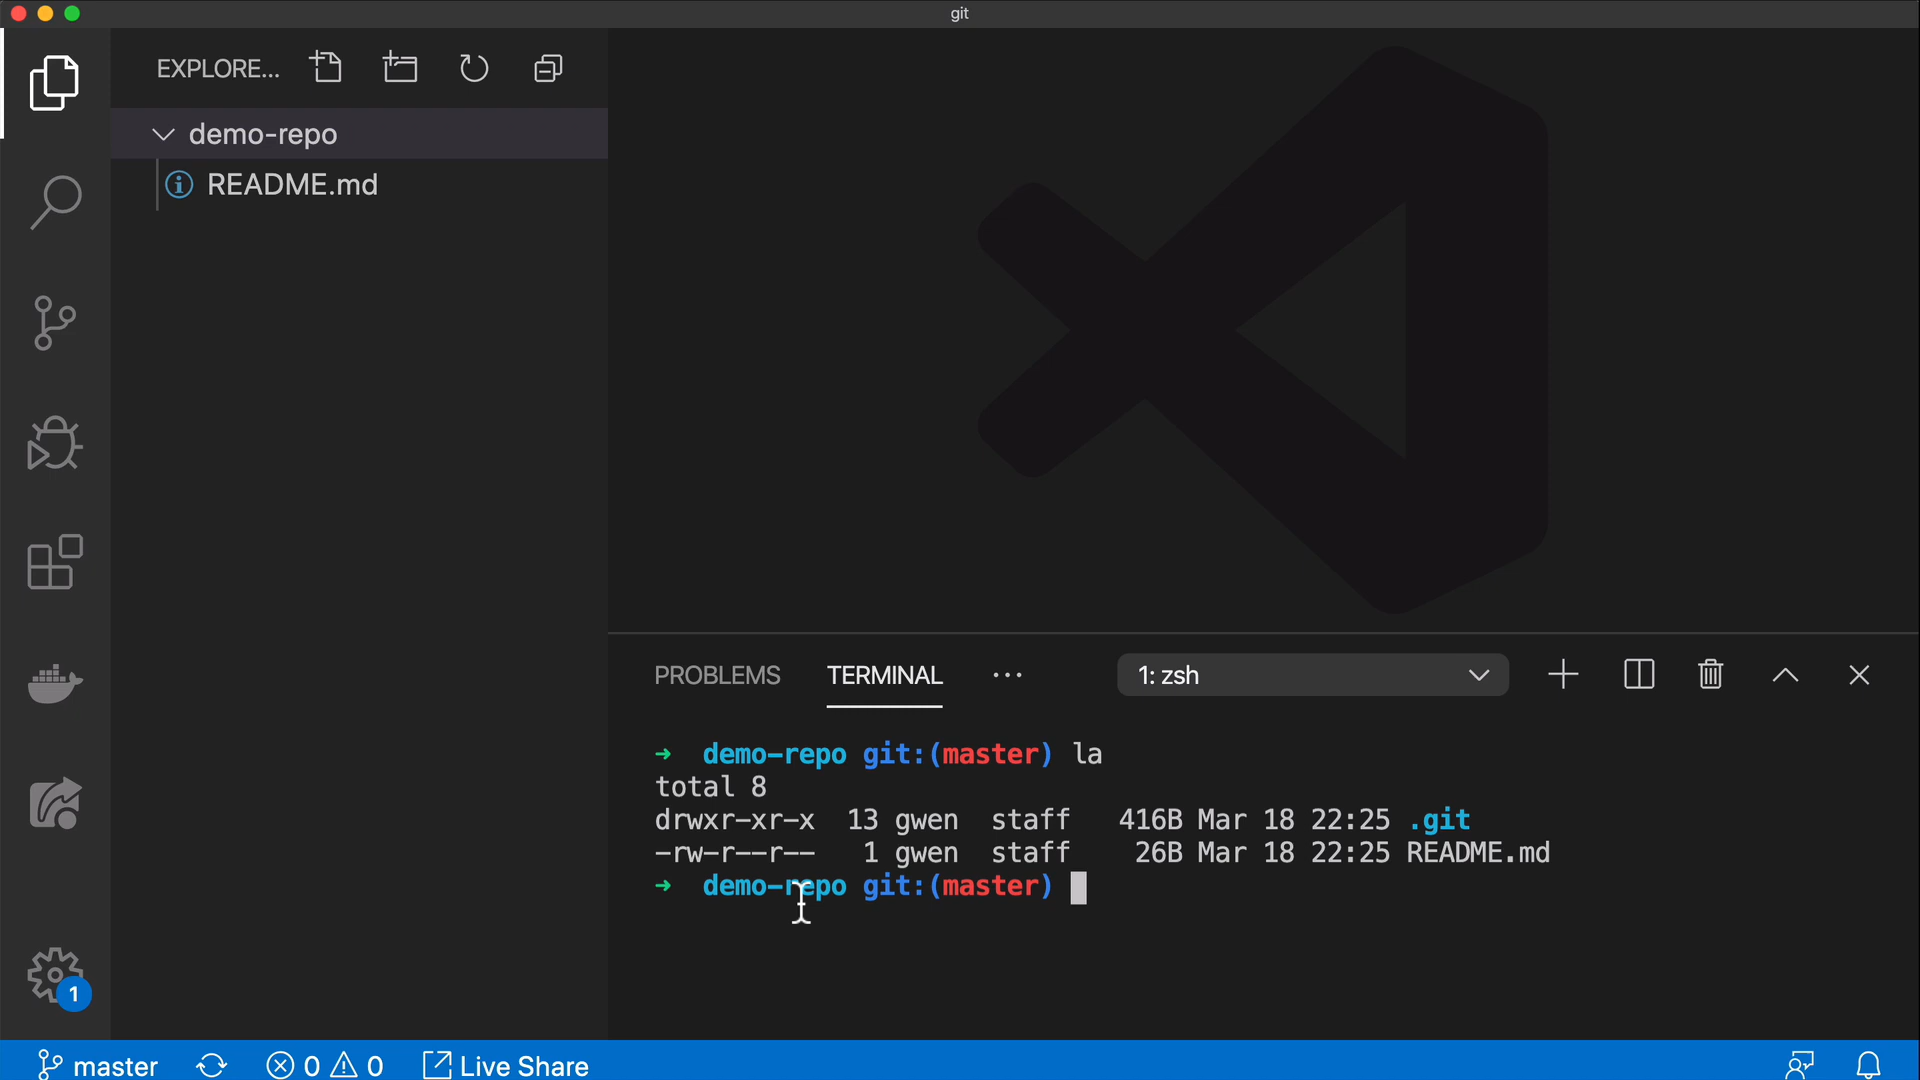 git
EXPLORE...
demo-repo
README.md
PROBLEMS TERMINAL ··· 1: zsh
➜ demo-repo git:(master) la
total 8
drwxr-xr-x 13 gwen staff 416B Mar 18 22:25 .git
-rw-r--r-- 1 gwen staff 26B Mar 18 22:25 README.md
➜ demo-repo git:(master)
1
master 0 0 Live Share